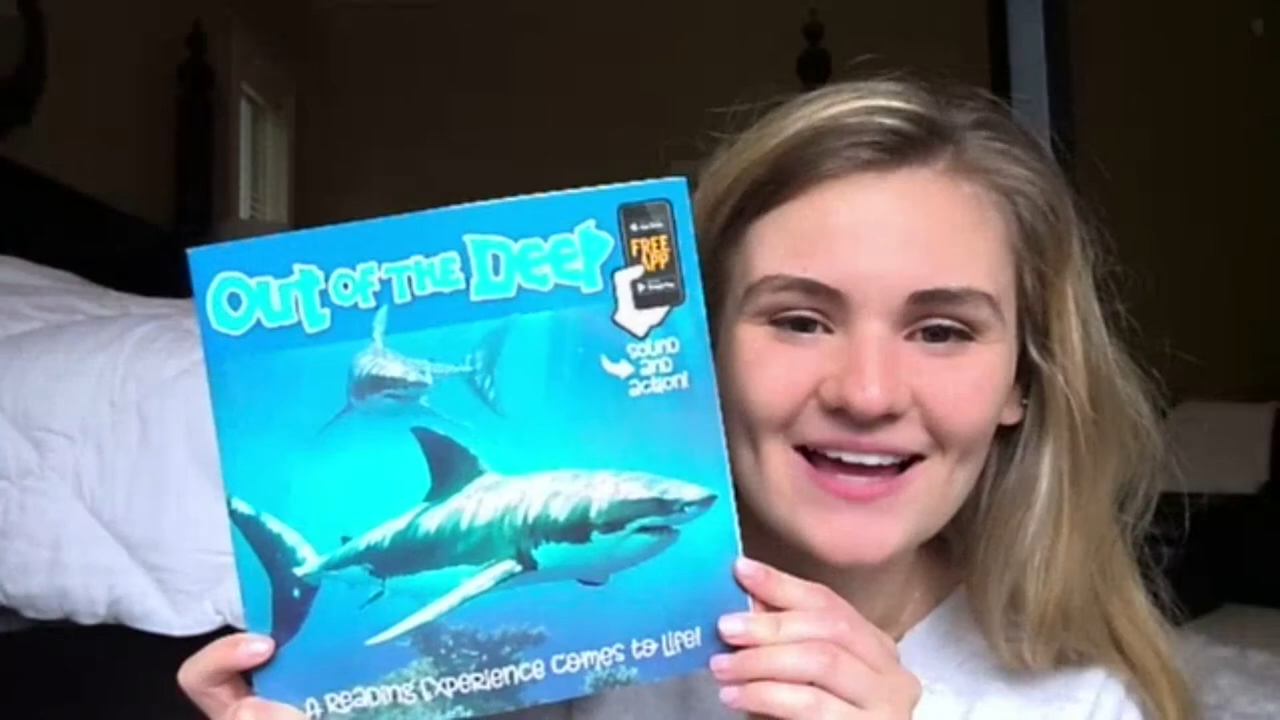 Out OF THE Deep
FREE
APP
SOUND
AND
ACTION!
A READING EXPERIENCE COMES TO LIFE!